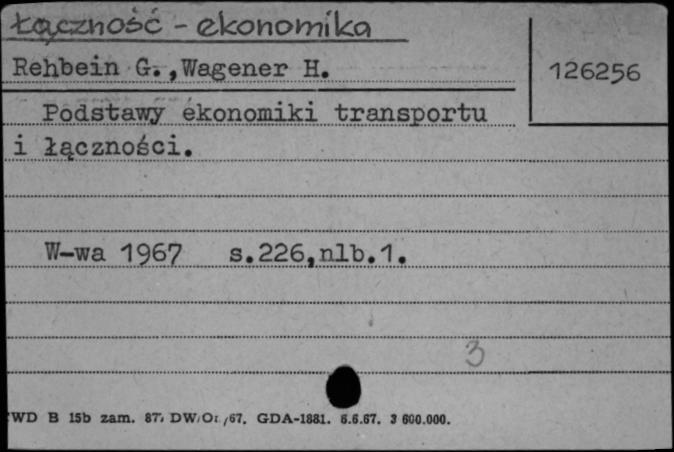 Łączność - ekonomika
Rehbein G.,Wagener H.
126256
Podstawy ekonomiki transportu
i łączności.
W-wa 1967 s.226,nlb.1.
3
WD B 15b zam. 87 DW 67. GDA-1881. 6.6.67. 3 600.000.